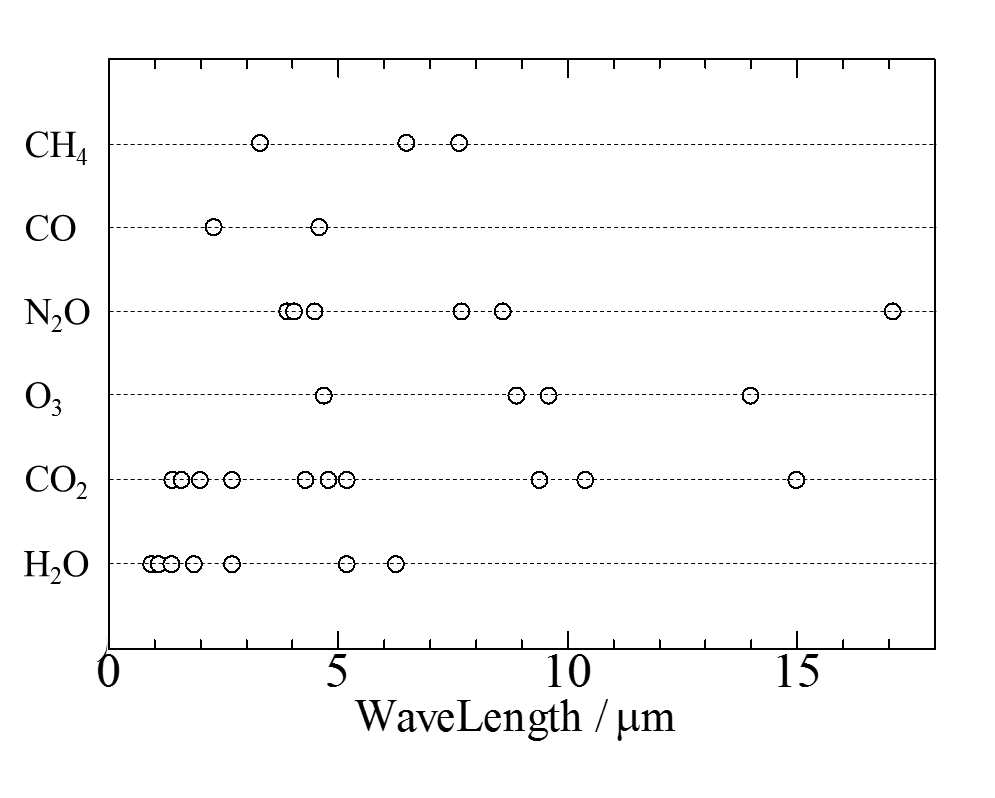 CH₄
CO
N₂O
O₃
CO₂
H₂O
0 5 10 15
WaveLength / μm